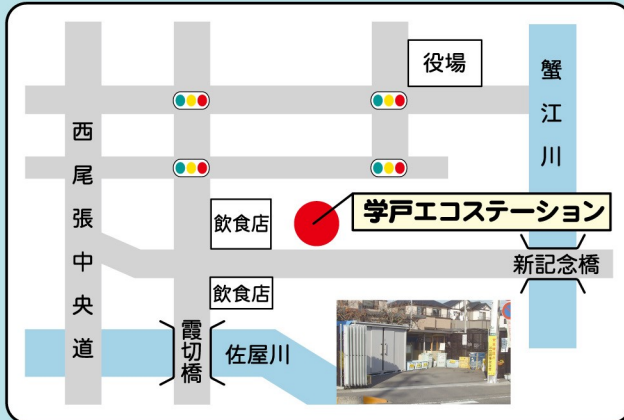 役場
蟹江川
西尾張中央道
学戸エコステーション
飲食店
新記念橋
飲食店
霞切橋
佐屋川